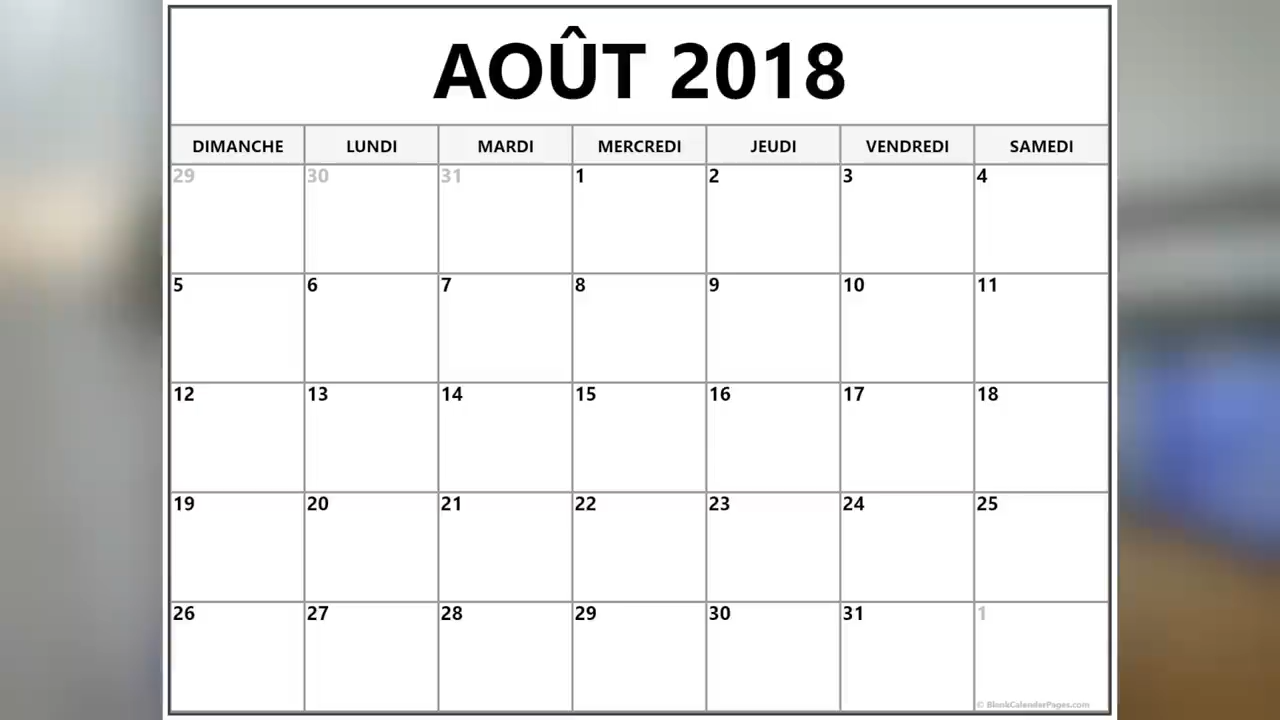 AOÛT 2018
DIMANCHE LUNDI MARDI MERCREDI JEUDI VENDREDI SAMEDI
29 30 31 1 2 3 4
5 6 7 8 9 10 11
12 13 14 15 16 17 18
19 20 21 22 23 24 25
26 27 28 29 30 31 1
© BlankCalenderPages.com